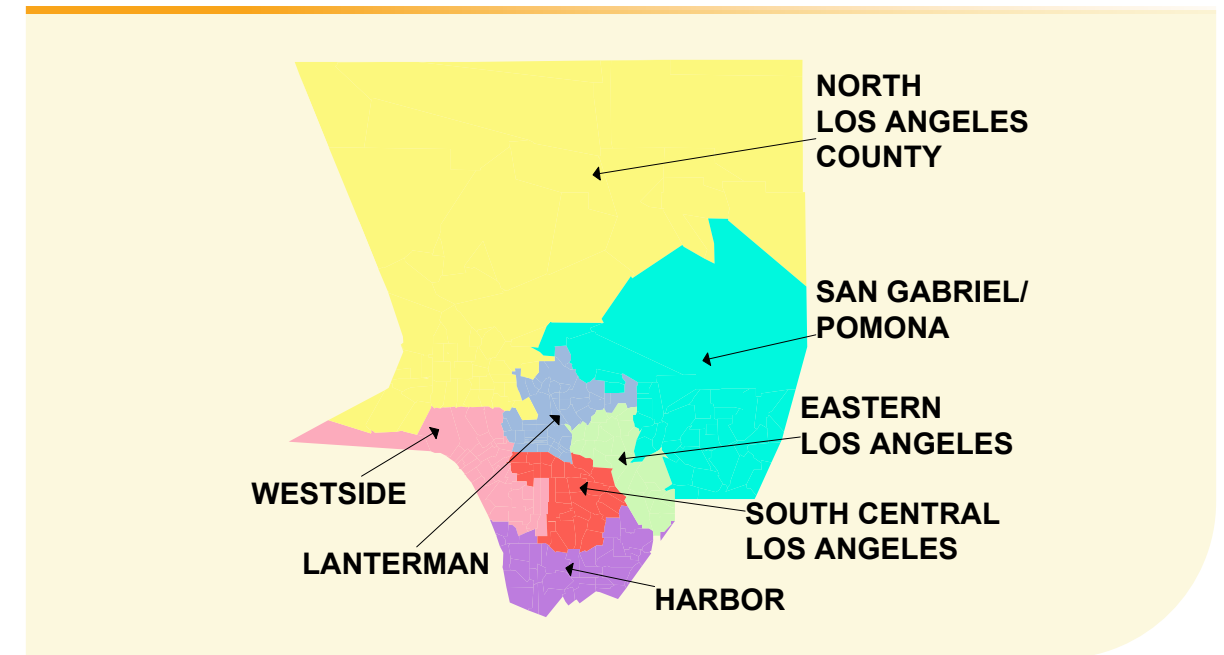 NORTH
LOS ANGELES
COUNTY
SAN GABRIEL/
POMONA
EASTERN
LOS ANGELES
WESTSIDE
SOUTH CENTRAL
LOS ANGELES
LANTERMAN
HARBOR